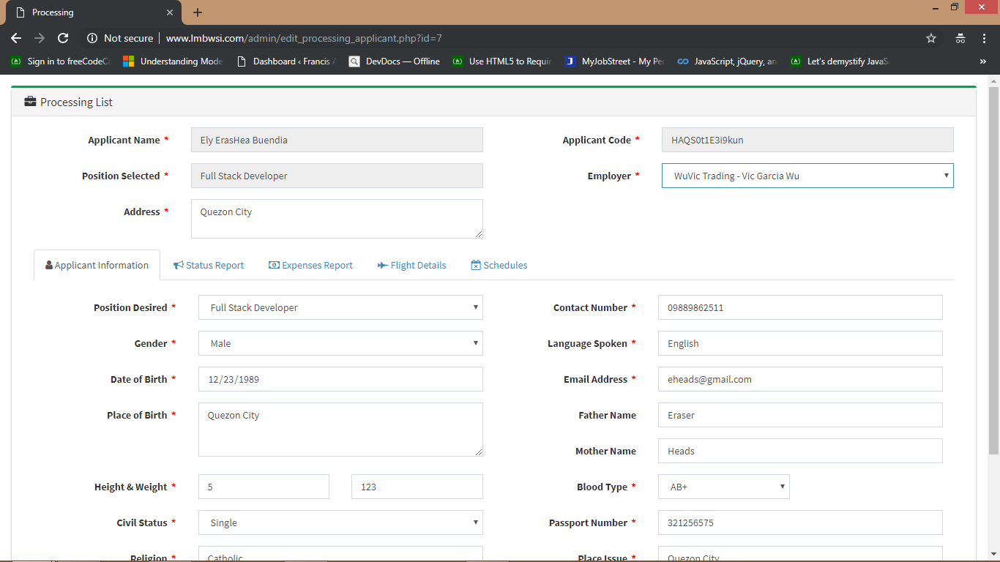 Processing
Not secure www.lmbwsi.com/admin/edit_processing_applicant.php?id=7
Sign in to freeCodeCa Understanding Mode Dashboard ‹ Francis A DevDocs — Offline Use HTML5 to Requir MyJobStreet - My Per JavaScript, jQuery, an Let's demystify JavaS »
Processing List
Applicant Name * Ely ErasHea Buendia Applicant Code * HAQS0t1E3i9kun
Position Selected * Full Stack Developer Employer * WuVic Trading - Vic Garcia Wu
Address * Quezon City
Applicant Information Status Report Expenses Report Flight Details Schedules
Position Desired * Full Stack Developer Contact Number * 09889862511
Gender * Male Language Spoken * English
Date of Birth * 12/23/1989 Email Address * eheads@gmail.com
Place of Birth * Quezon City Father Name Eraser
Mother Name Heads
Height & Weight * 5 123 Blood Type * AB+
Civil Status * Single Passport Number * 321256575
Religion * Catholic Place Issue * Quezon City